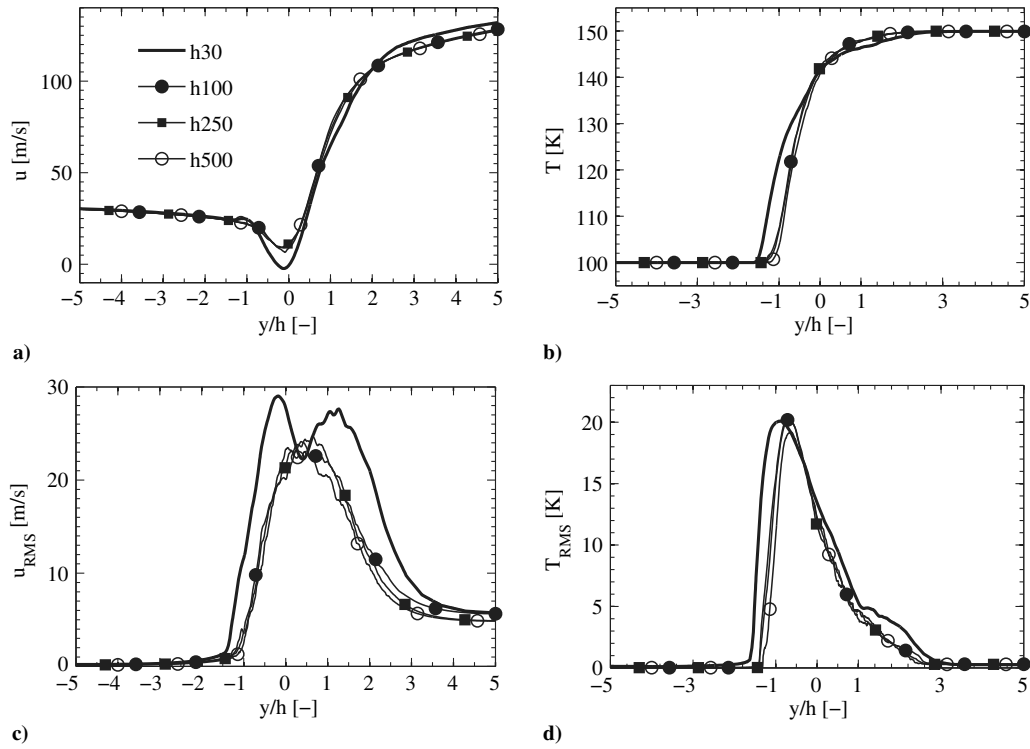 u [m/s]
100
50
0
h30
h100
h250
h500
−5 −4 −3 −2 −1 0 1 2 3 4 5
y/h [−]
a)
T [K]
150
140
130
120
110
100
−5 −3 −1 0 1 3 5
y/h [−]
b)
u_RMS [m/s]
30
20
10
0
−5 −4 −3 −2 −1 0 1 2 3 4 5
y/h [−]
c)
T_RMS [K]
20
15
10
5
0
−5 −3 −1 0 1 3 5
y/h [−]
d)